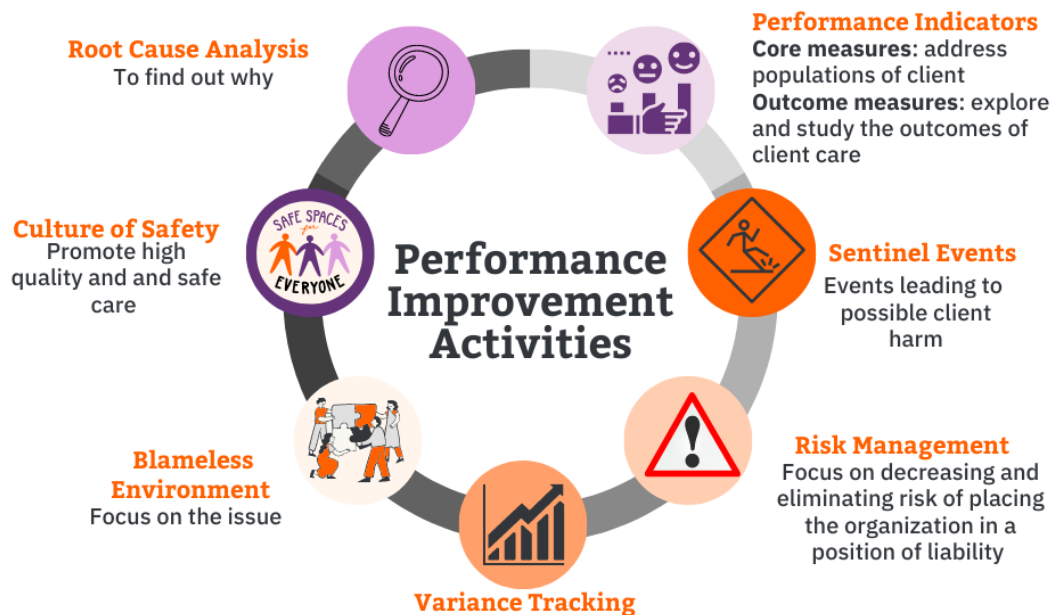 Performance Indicators
Core measures: address
populations of client
Outcome measures: explore
and study the outcomes of
client care
Sentinel Events
Events leading to
possible client
harm
Risk Management
Focus on decreasing and
eliminating risk of placing
the organization in a
position of liability
Variance Tracking
Blameless
Environment
Focus on the issue
Culture of Safety
Promote high
quality and and safe
care
SAFE SPACES
for
EVERYONE
Root Cause Analysis
To find out why
Performance
Improvement
Activities